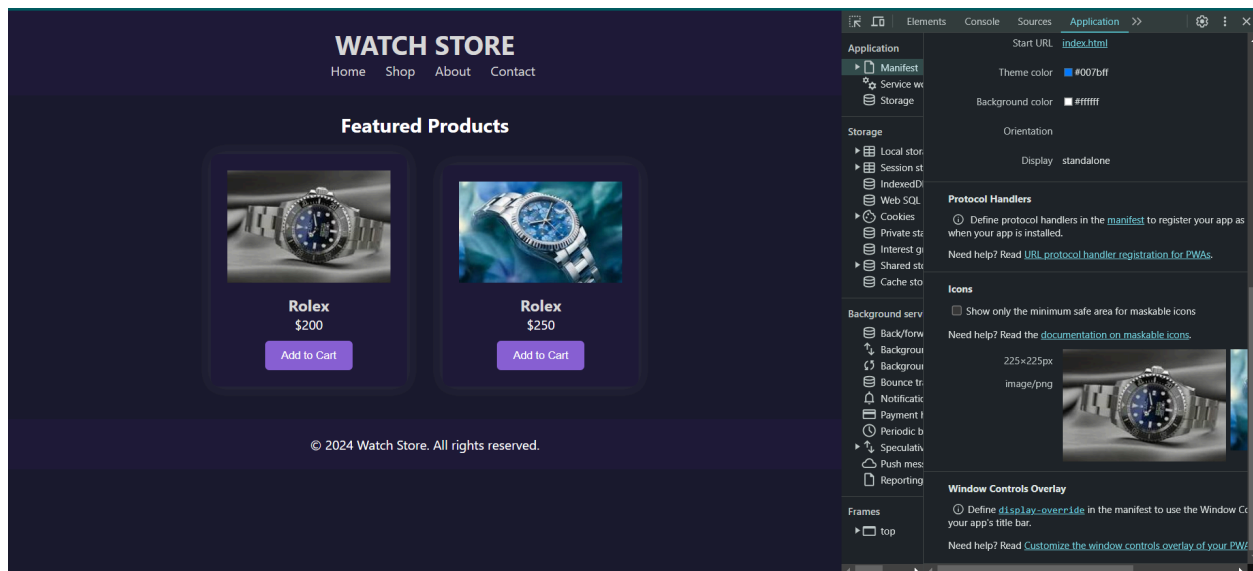 WATCH STORE
Home Shop About Contact
Featured Products
Rolex
$200
Add to Cart
Rolex
$250
Add to Cart
© 2024 Watch Store. All rights reserved.
Elements Console Sources Application
Application
Manifest
Service wo
Storage
Storage
Local stor
Session st
IndexedD
Web SQL
Cookies
Private sta
Interest g
Shared sto
Cache sto
Background serv
Back/forw
Backgrour
Backgrour
Bounce tr
Notificatio
Payment h
Periodic b
Speculativ
Push mess
Reporting
Frames
top
Start URL index.html
Theme color #007bff
Background color #ffffff
Orientation
Display standalone
Protocol Handlers
Define protocol handlers in the manifest to register your app as
when your app is installed.
Need help? Read URL protocol handler registration for PWAs.
Icons
Show only the minimum safe area for maskable icons
Need help? Read the documentation on maskable icons.
225×225px
image/png
Window Controls Overlay
Define display-override in the manifest to use the Window Co
your app's title bar.
Need help? Read Customize the window controls overlay of your PWA